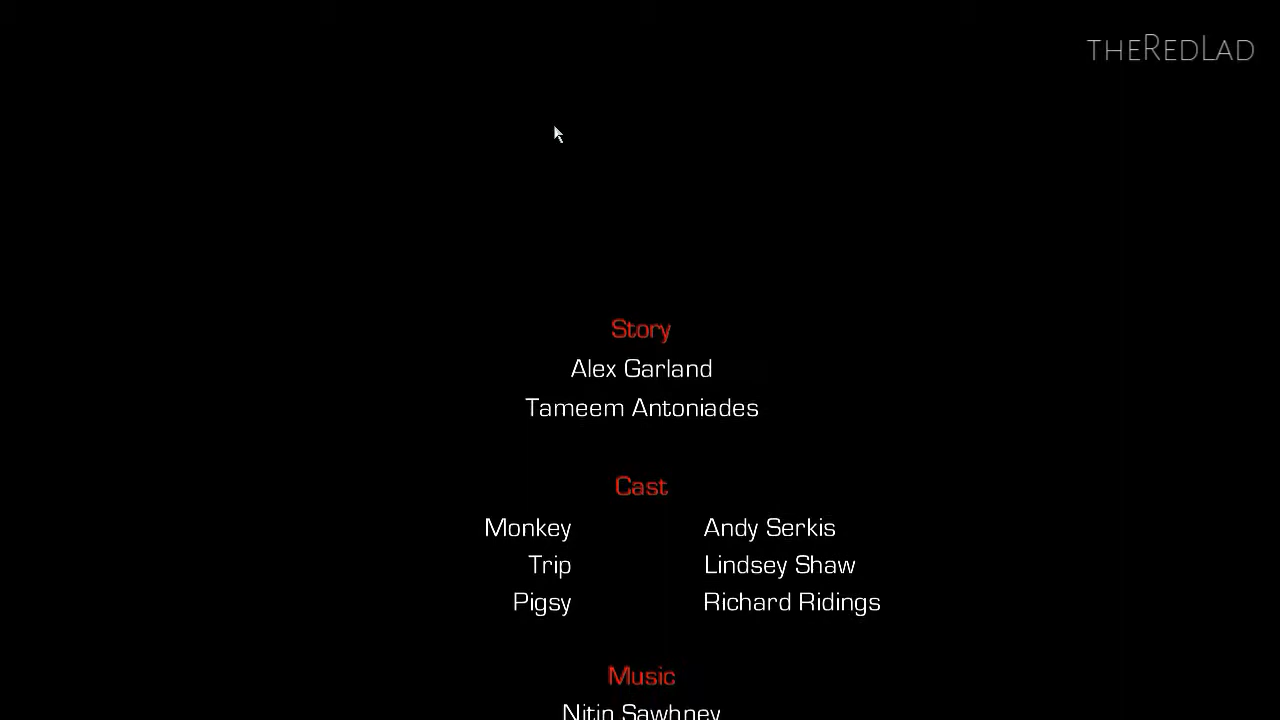 THEREDLAD
Story
Alex Garland
Tameem Antoniades
Cast
Monkey Andy Serkis
Trip Lindsey Shaw
Pigsy Richard Ridings
Music
Nitin Sawhney